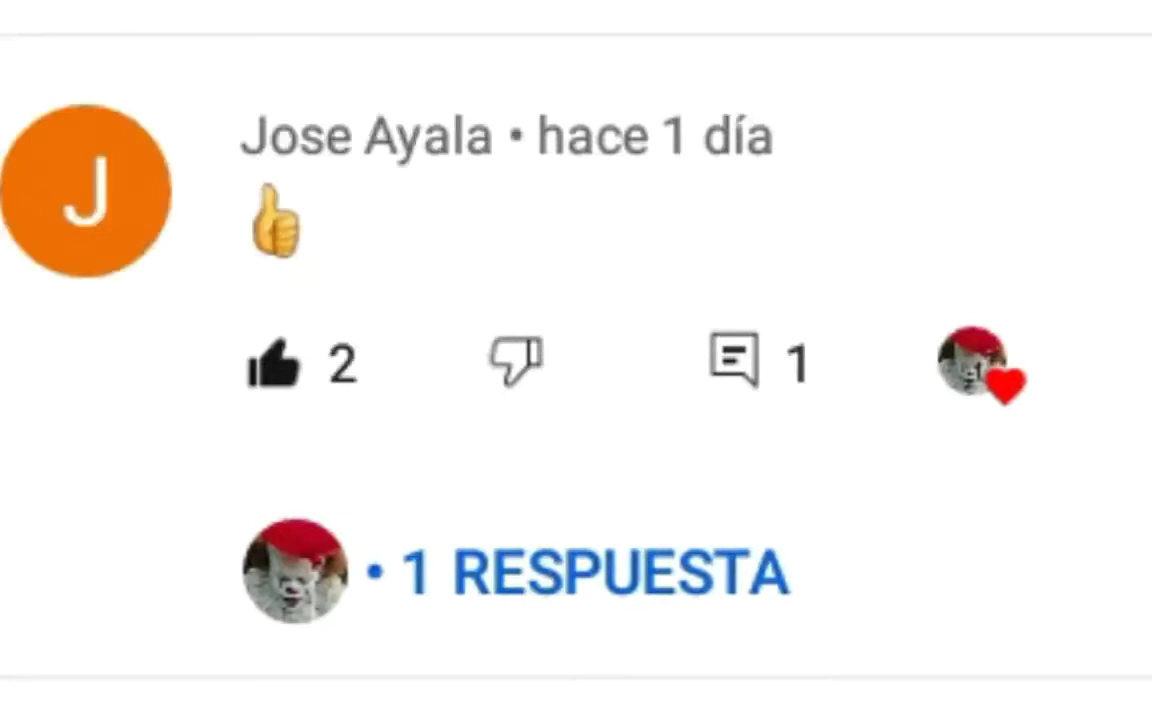 J
Jose Ayala • hace 1 día
👍
2
1
• 1 RESPUESTA